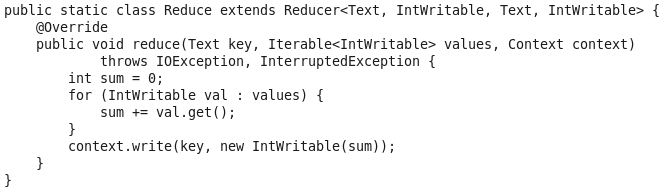 public static class Reduce extends Reducer<Text, IntWritable, Text, IntWritable> {
    @Override
    public void reduce(Text key, Iterable<IntWritable> values, Context context)
            throws IOException, InterruptedException {
        int sum = 0;
        for (IntWritable val : values) {
            sum += val.get();
        }
        context.write(key, new IntWritable(sum));
    }
}